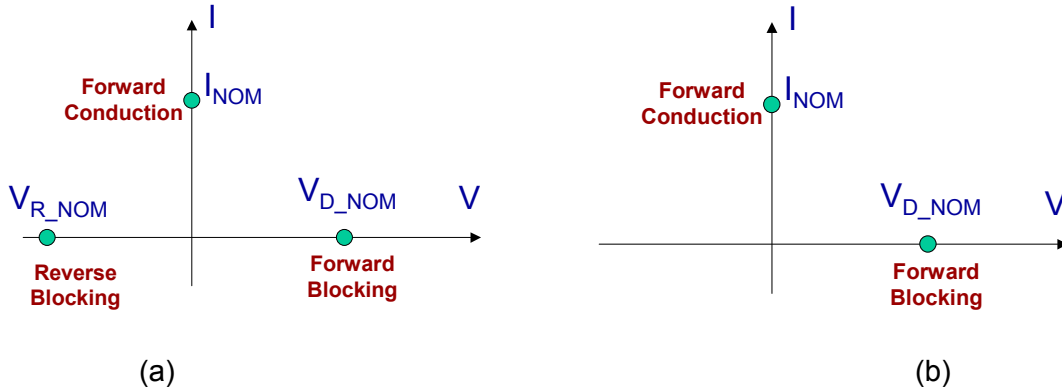 I
Forward
Conduction
I_NOM
V_R_NOM
V_D_NOM
V
Reverse
Blocking
Forward
Blocking
(a)
I
Forward
Conduction
I_NOM
V_D_NOM
V
Forward
Blocking
(b)